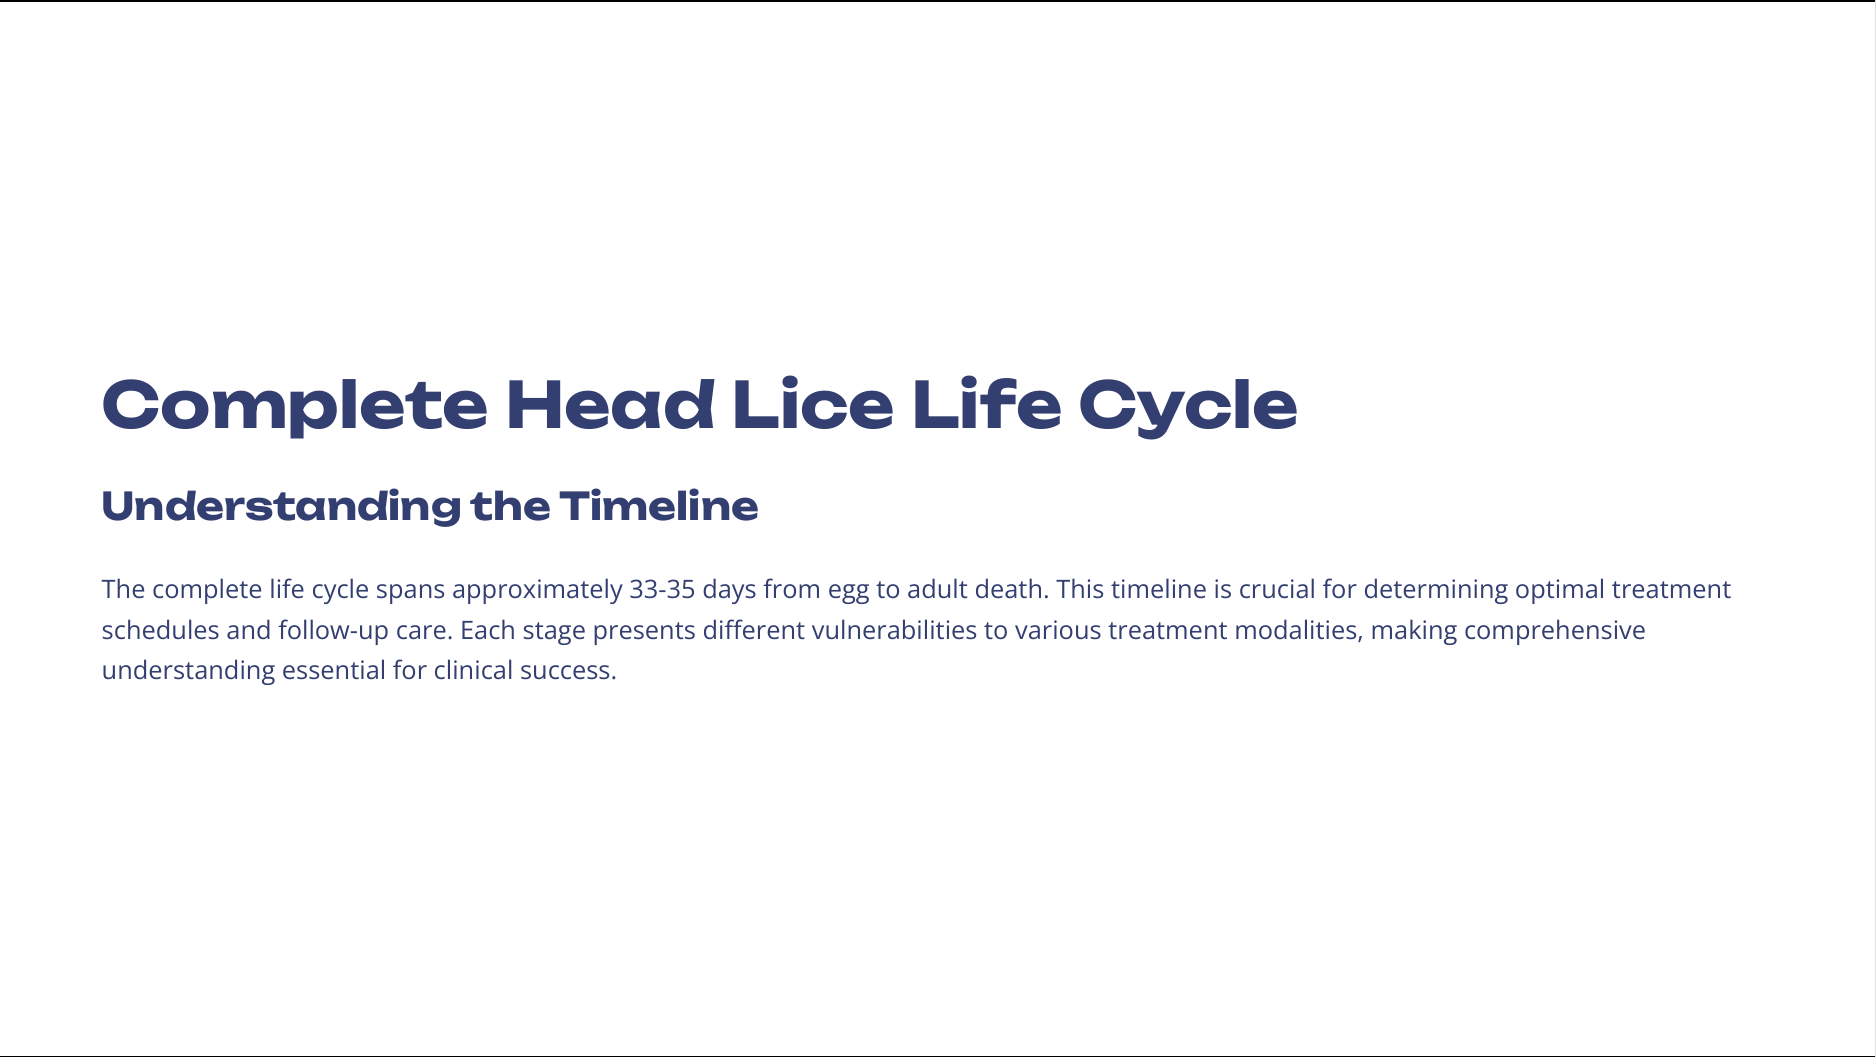 Complete Head Lice Life Cycle
Understanding the Timeline
The complete life cycle spans approximately 33-35 days from egg to adult death. This timeline is crucial for determining optimal treatment
schedules and follow-up care. Each stage presents different vulnerabilities to various treatment modalities, making comprehensive
understanding essential for clinical success.